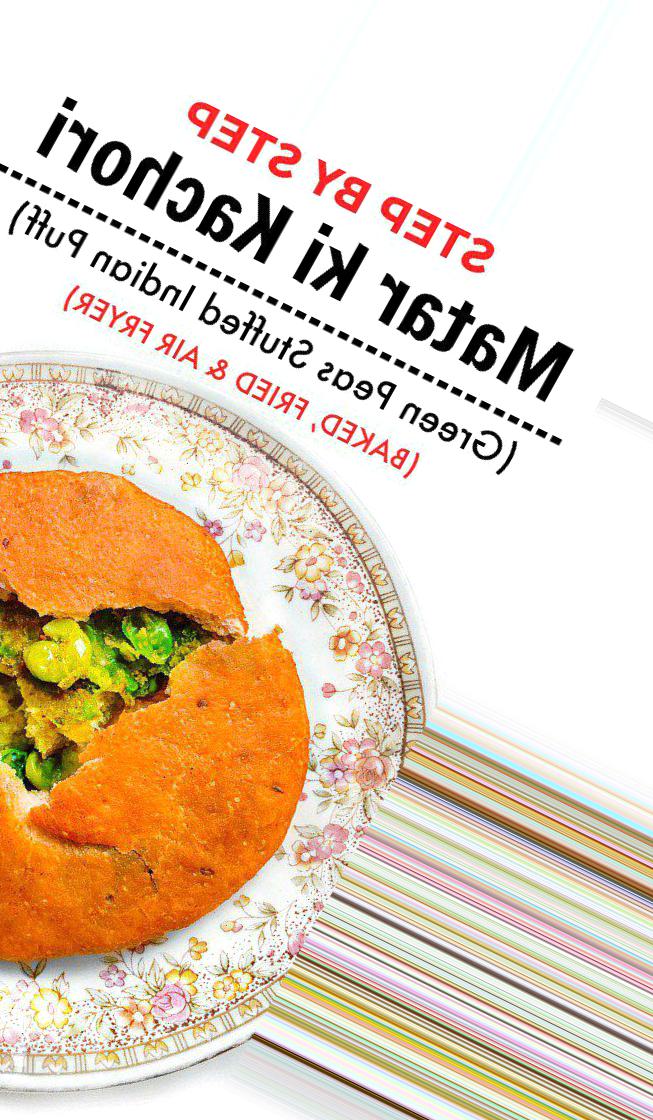 STEP BY STEP
Matar ki Kachori
(Green Peas Stuffed Indian Puff)
(BAKED, FRIED & AIR FRYER)